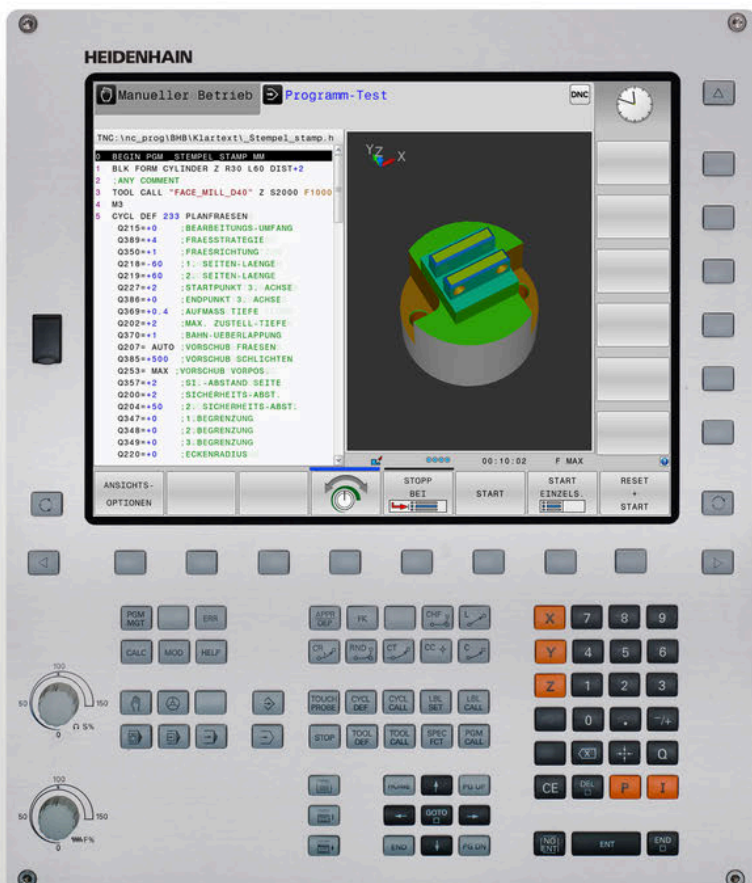 HEIDENHAIN
Manueller Betrieb
Programm-Test
DNC
TNC:\nc_prog\BHB\Klartext\_Stempel_stamp.h
0 BEGIN PGM _STEMPEL_STAMP MM
1 BLK FORM CYLINDER Z R30 L60 DIST+2
2 ;ANY COMMENT
3 TOOL CALL "FACE_MILL_D40" Z S2000 F1000
4 M3
5 CYCL DEF 233 PLANFRAESEN
Q215=+0 ;BEARBEITUNGS-UMFANG
Q389=+4 ;FRAESSTRATEGIE
Q350=+1 ;FRAESRICHTUNG
Q218=-60 ;1. SEITEN-LAENGE
Q219=+60 ;2. SEITEN-LAENGE
Q227=+2 ;STARTPUNKT 3. ACHSE
Q386=+0 ;ENDPUNKT 3. ACHSE
Q369=+0.4 ;AUFMASS TIEFE
Q202=+2 ;MAX. ZUSTELL-TIEFE
Q370=+1 ;BAHN-UEBERLAPPUNG
Q207= AUTO ;VORSCHUB FRAESEN
Q385=+500 ;VORSCHUB SCHLICHTEN
Q253= MAX ;VORSCHUB VORPOS.
Q357=+2 ;SI.-ABSTAND SEITE
Q200=+2 ;SICHERHEITS-ABST.
Q204=+50 ;2. SICHERHEITS-ABST.
Q347=+0 ;1.BEGRENZUNG
Q348=+0 ;2.BEGRENZUNG
Q349=+0 ;3.BEGRENZUNG
Q220=+0 ;ECKENRADIUS
YZ X
00:10:02 F MAX
ANSICHTS-
OPTIONEN
STOPP
BEI
START
START
EINZELS.
RESET
+
START
PGM
MGT
ERR
CALC MOD HELP
APPR
DEP
FK CHF L
CR RND CT CC C
TOUCH
PROBE
CYCL
DEF
CYCL
CALL
LBL
SET
LBL
CALL
STOP
TOOL
DEF
TOOL
CALL
SPEC
FCT
PGM
CALL
HOME PG UP
GOTO
END PG DN
X 7 8 9
Y 4 5 6
Z 1 2 3
0 . -/+
X Q
CE DEL P I
NO
ENT
ENT
END
100
50 150
0 S%
100
50 150
0 F%